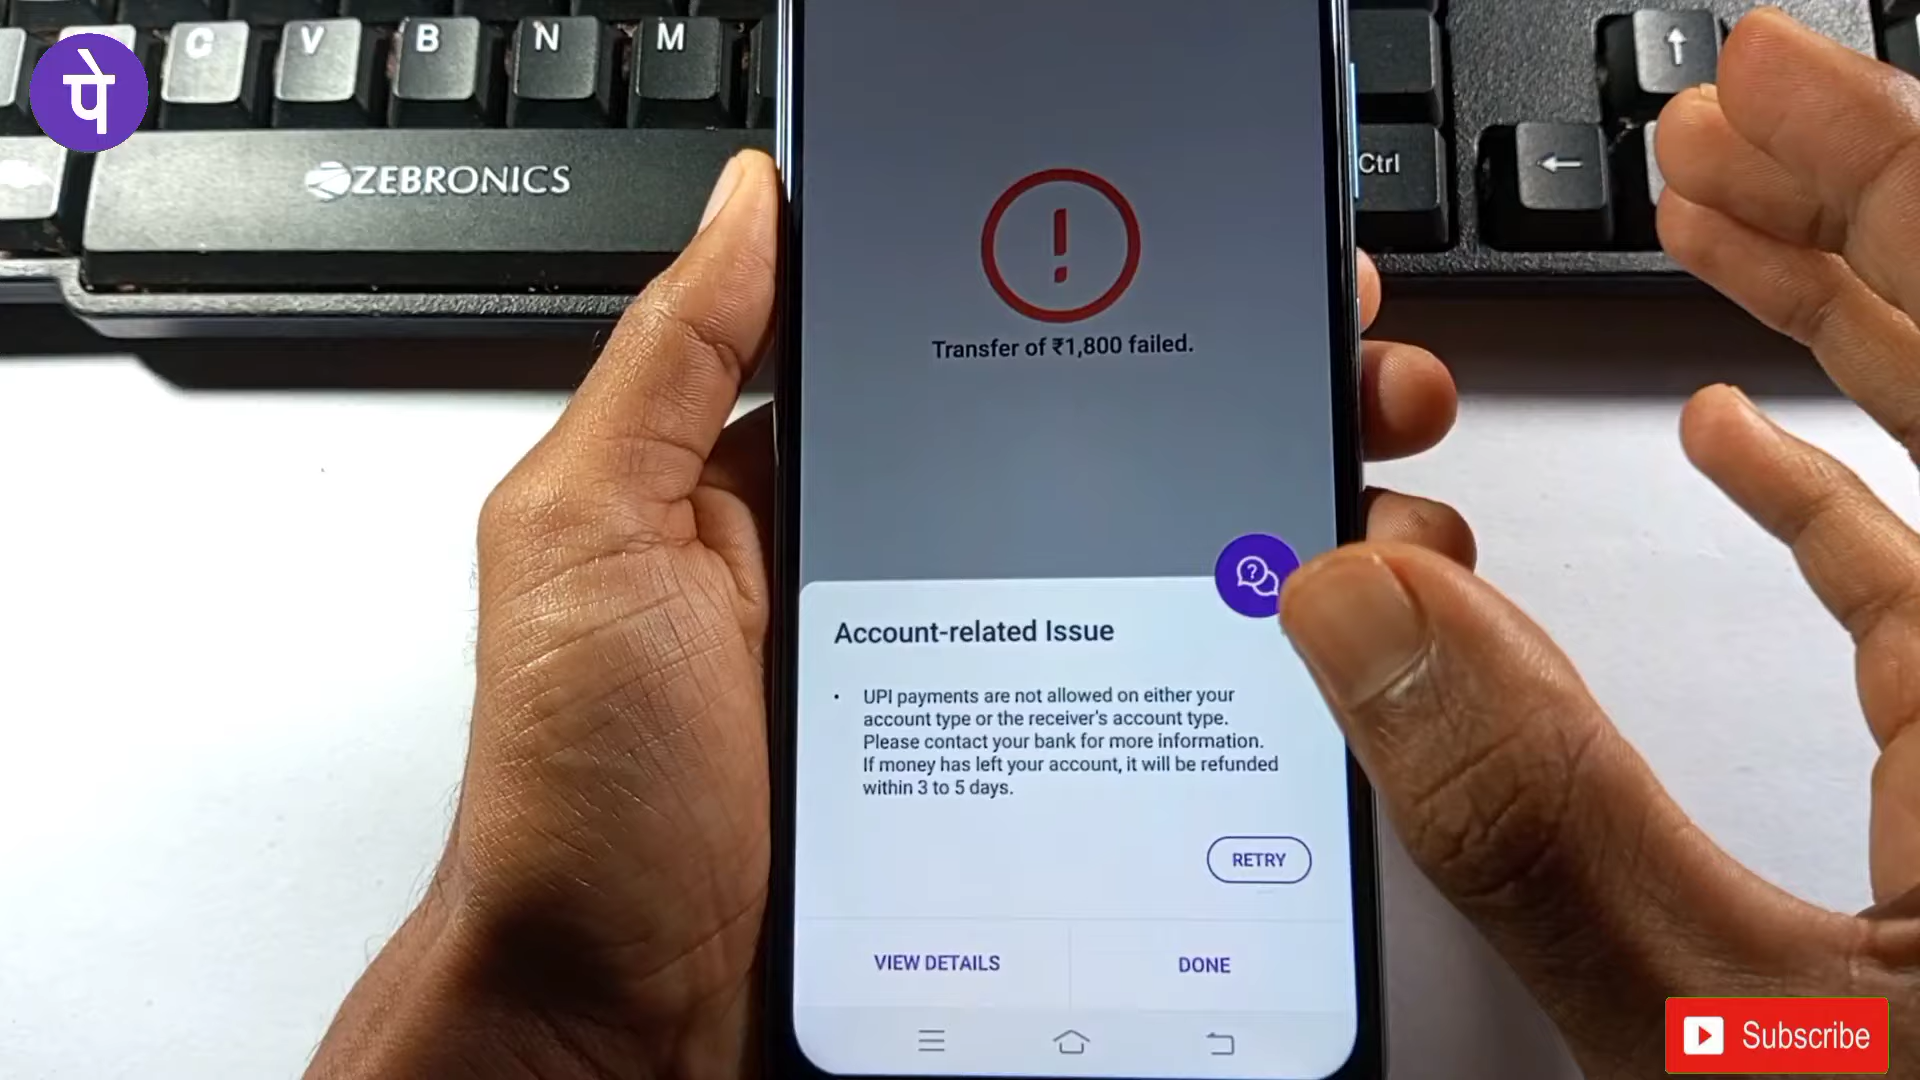 C V B N M
पे
ZEBRONICS
Ctrl
Transfer of ₹1,800 failed.
Account-related Issue
• UPI payments are not allowed on either your
account type or the receiver's account type.
Please contact your bank for more information.
If money has left your account, it will be refunded
within 3 to 5 days.
RETRY
VIEW DETAILS
DONE
Subscribe